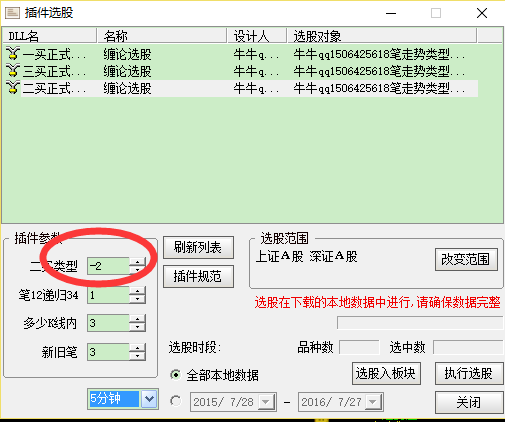 插件选股
DLL名 名称 设计人 选股对象
一买正式... 缠论选股 牛牛q... 牛牛qq1506425618笔走势类型...
三买正式... 缠论选股 牛牛q... 牛牛qq1506425618笔走势类型...
二买正式... 缠论选股 牛牛q... 牛牛qq1506425618笔走势类型...
插件参数
二买类型 -2
笔12递归34 1
多少K线内 3
新旧笔 3
5分钟
刷新列表
插件规范
选股范围
上证A股 深证A股
改变范围
选股在下载的本地数据中进行,请确保数据完整
选股时段: 品种数 选中数
全部本地数据 选股入板块 执行选股
2015/ 7/28 - 2016/ 7/27 关闭